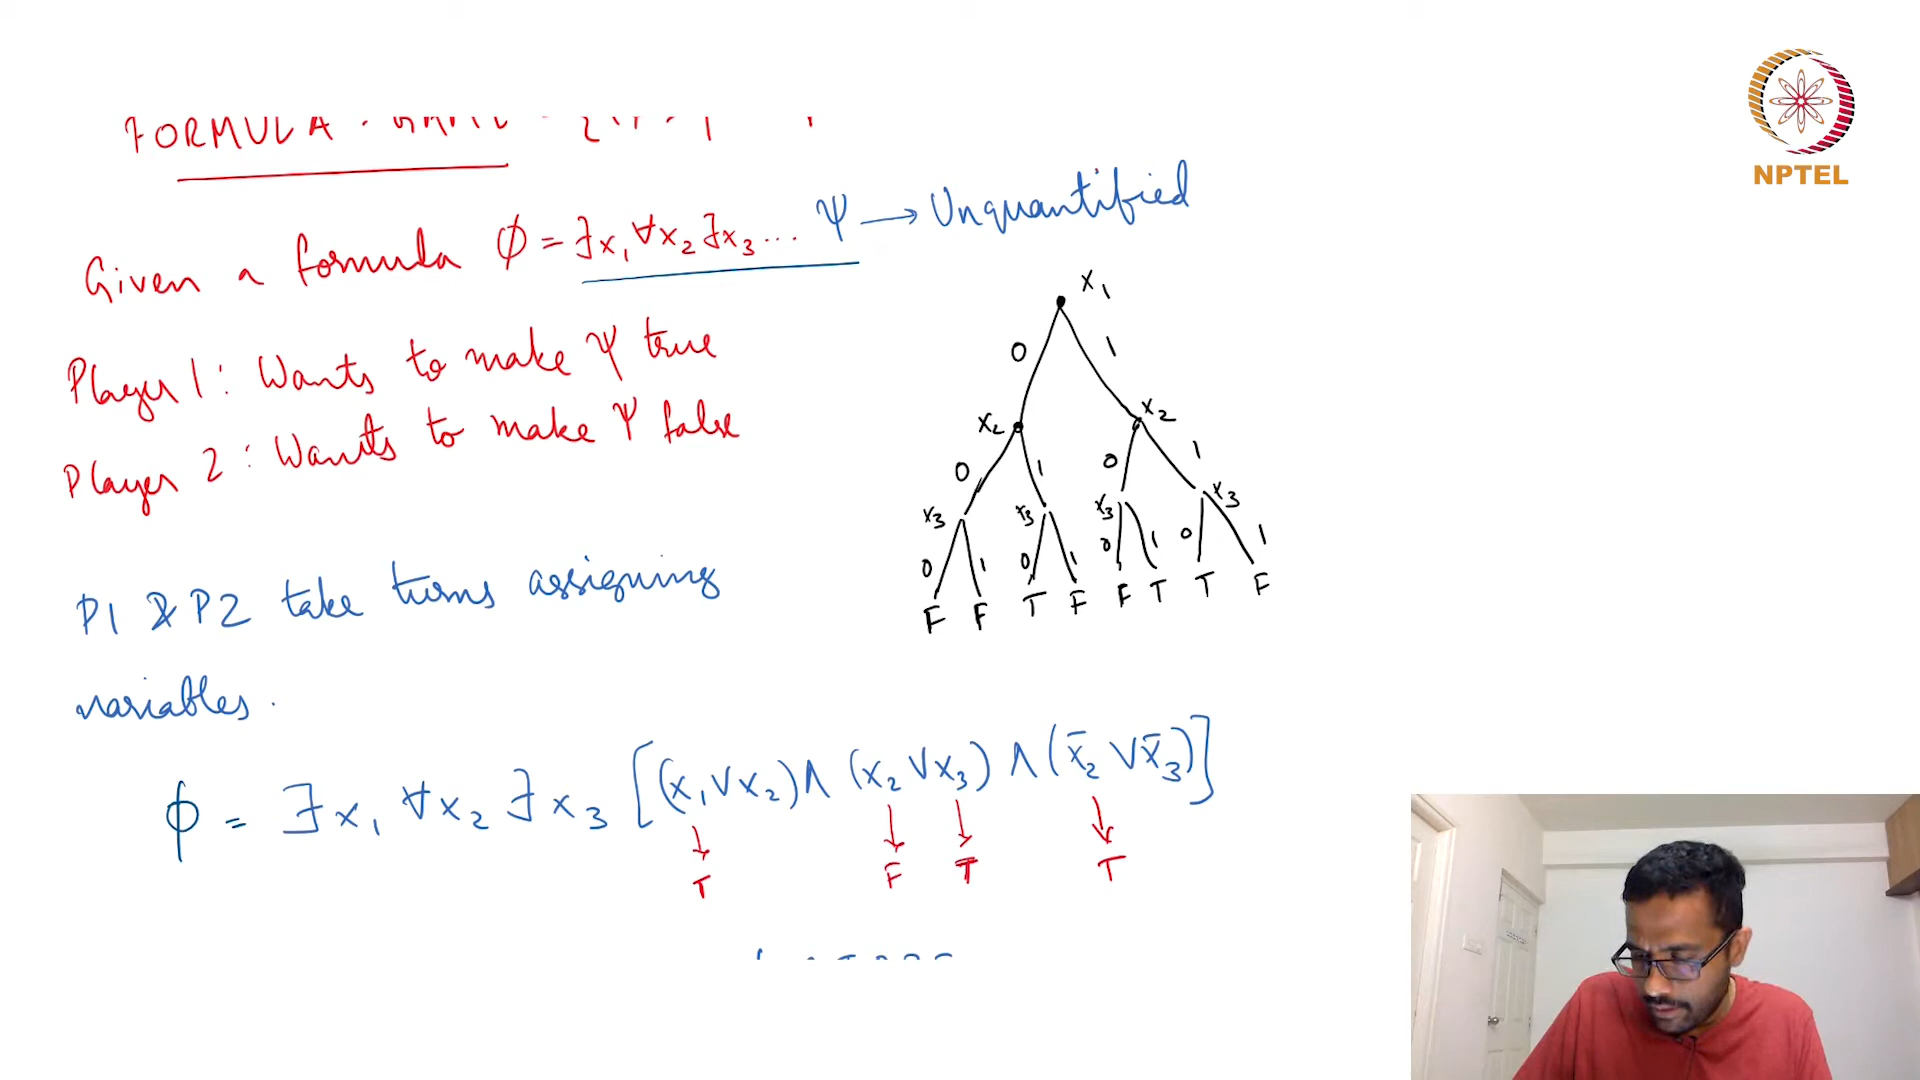 FORMULA
Given a formula ϕ = ∃x₁ ∀x₂ ∃x₃ ... Ψ → Unquantified
Player 1 : Wants to make Ψ true
Player 2 : Wants to make Ψ false
P1 & P2 take turns assigning
variables.
x₁
0 1
x₂ x₂
0 1 0 1
x₃ x₃ x₃ x₃
0 1 0 1 0 1 0 1
F F T F F T T F
ϕ = ∃x₁ ∀x₂ ∃x₃ [(x₁ ∨ x₂) ∧ (x₂ ∨ x₃) ∧ (x̄₂ ∨ x̄₃)]
↓ ↓ ↓ ↓
T F T T
NPTEL